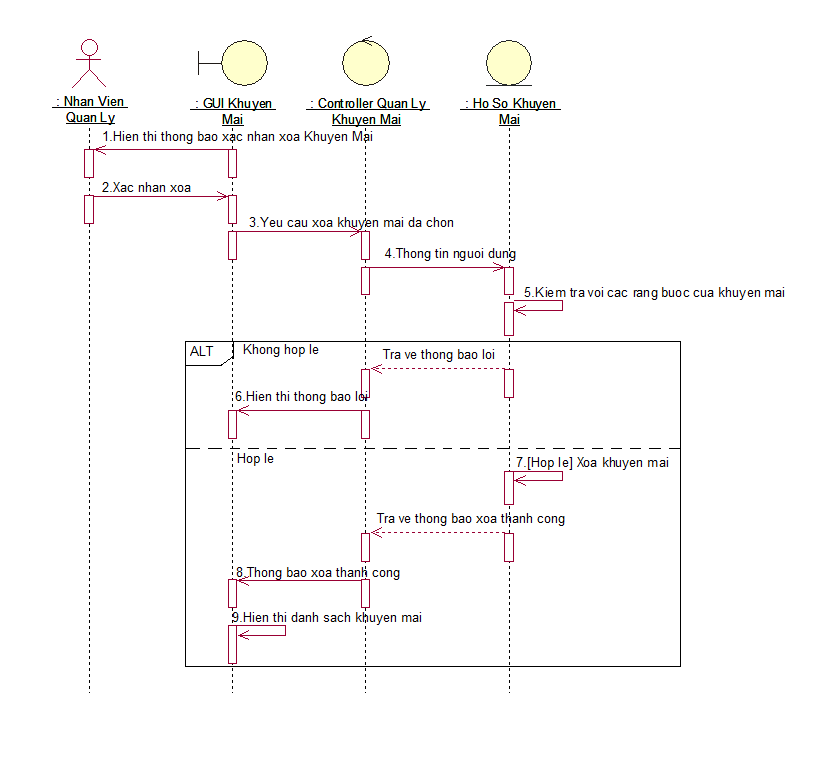 : Nhan Vien
Quan Ly
: GUI Khuyen
Mai
: Controller Quan Ly
Khuyen Mai
: Ho So Khuyen
Mai
1.Hien thi thong bao xac nhan xoa Khuyen Mai
2.Xac nhan xoa
3.Yeu cau xoa khuyen mai da chon
4.Thong tin nguoi dung
5.Kiem tra voi cac rang buoc cua khuyen mai
ALT
Khong hop le
Tra ve thong bao loi
6.Hien thi thong bao loi
Hop le
7.[Hop le] Xoa khuyen mai
Tra ve thong bao xoa thanh cong
8.Thong bao xoa thanh cong
9.Hien thi danh sach khuyen mai